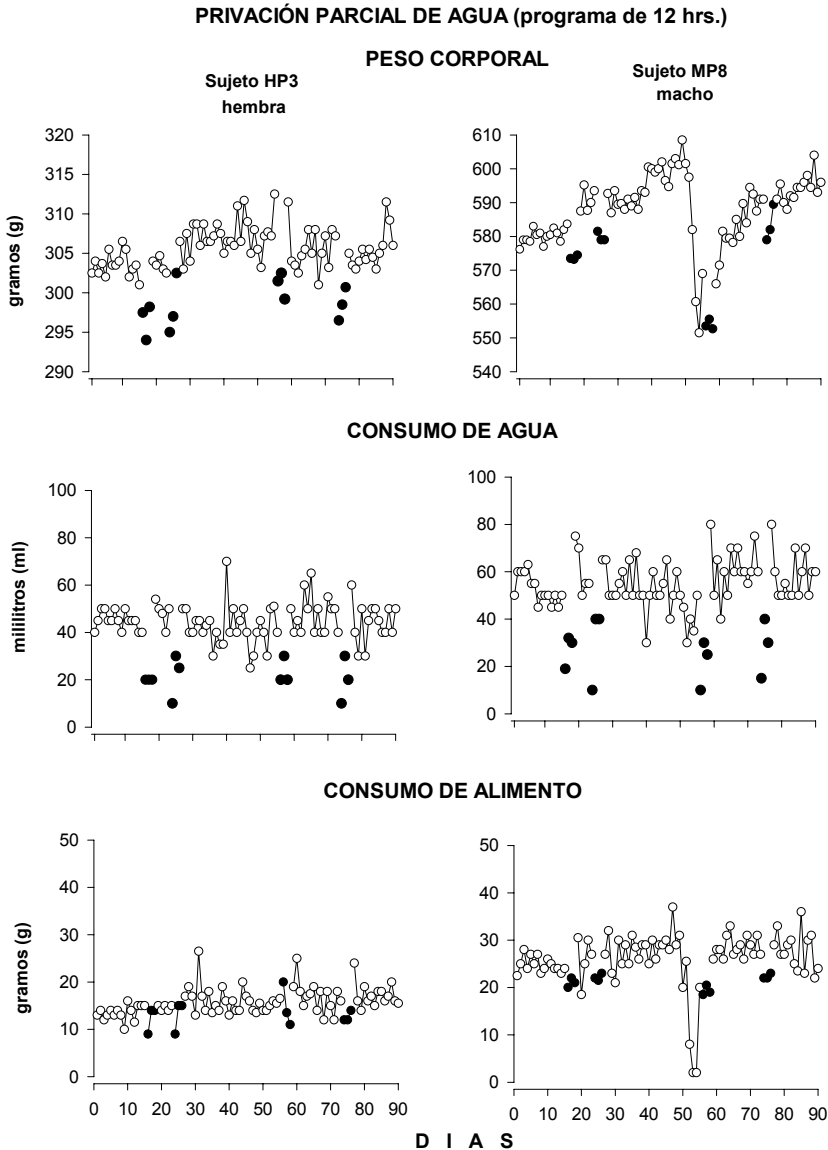 PRIVACIÓN PARCIAL DE AGUA (programa de 12 hrs.)
PESO CORPORAL
Sujeto HP3
hembra
Sujeto MP8
macho
gramos (g)
320
315
310
305
300
295
290
610
600
590
580
570
560
550
540
CONSUMO DE AGUA
mililitros (ml)
100
80
60
40
20
0
100
80
60
40
20
0
CONSUMO DE ALIMENTO
gramos (g)
50
40
30
20
10
0
50
40
30
20
10
0
0 10 20 30 40 50 60 70 80 90
0 10 20 30 40 50 60 70 80 90
D I A S